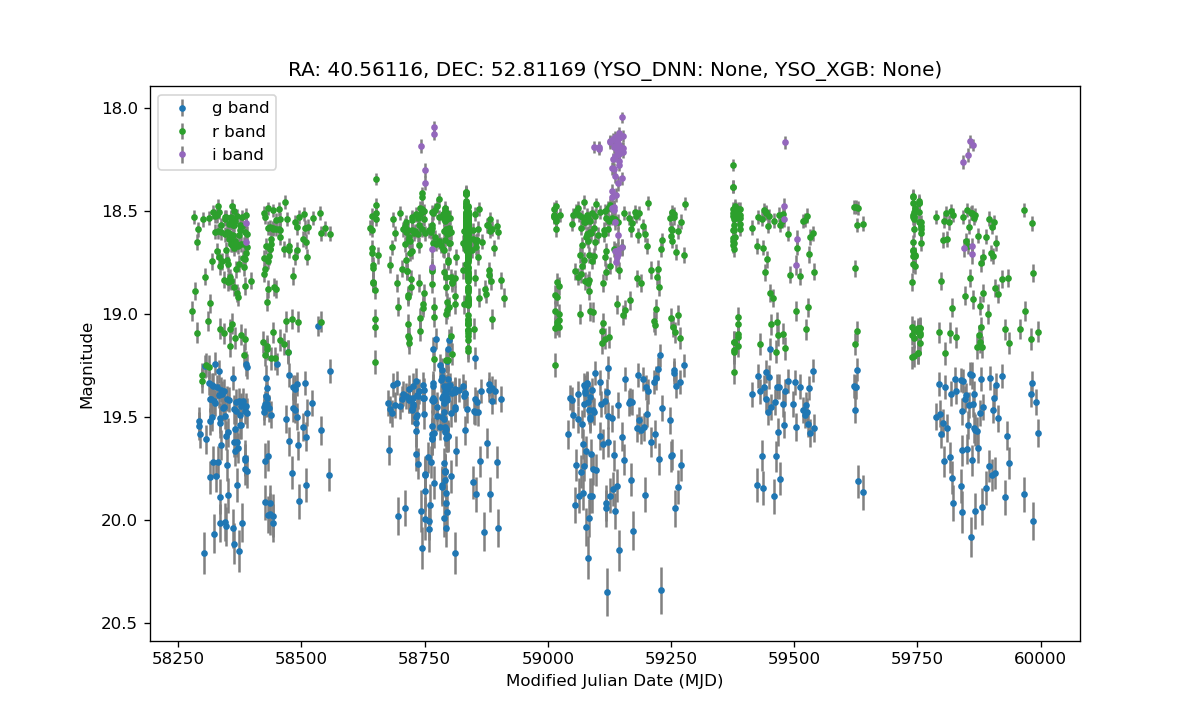 RA: 40.56116, DEC: 52.81169 (YSO_DNN: None, YSO_XGB: None)
g band
r band
i band
18.0
18.5
19.0
19.5
20.0
20.5
Magnitude
58250 58500 58750 59000 59250 59500 59750 60000
Modified Julian Date (MJD)